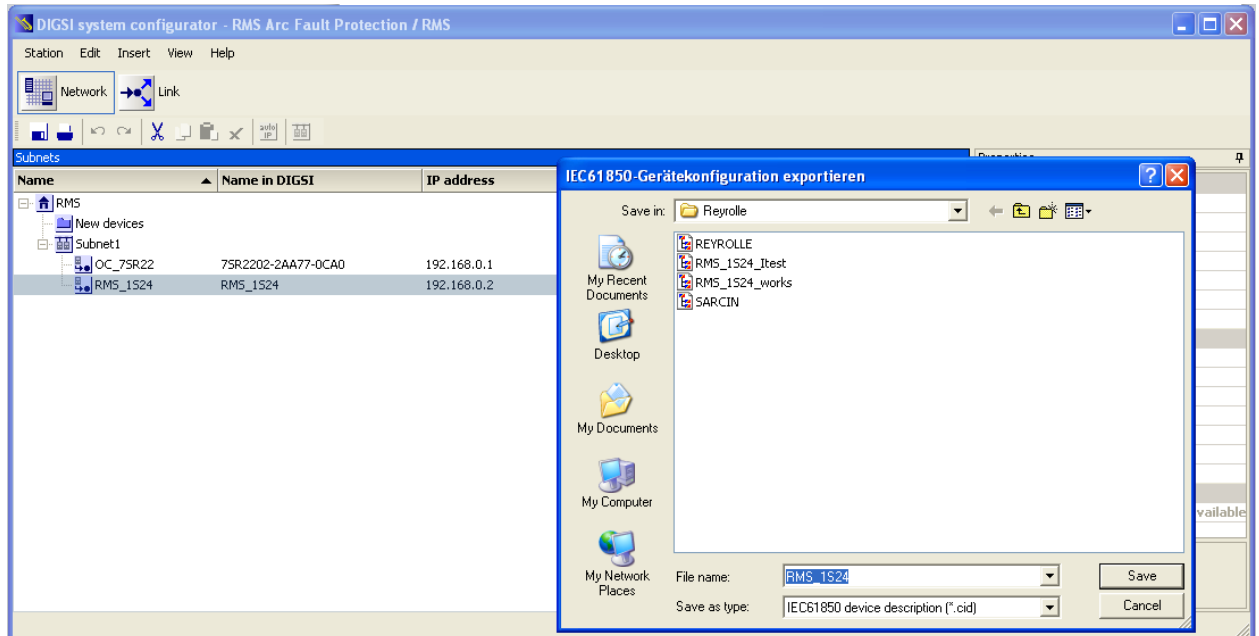 DIGSI system configurator - RMS Arc Fault Protection / RMS
Station Edit Insert View Help
Network Link
auto IP
Subnets
Name Name in DIGSI IP address
RMS
New devices
Subnet1
OC_7SR22 7SR2202-2AA77-0CA0 192.168.0.1
RMS_1S24 RMS_1S24 192.168.0.2
IEC61850-Gerätekonfiguration exportieren
Save in: Reyrolle
REYROLLE
RMS_1S24_Itest
RMS_1S24_works
SARCIN
My Recent
Documents
Desktop
My Documents
My Computer
My Network
Places
File name: RMS_1S24 Save
Save as type: IEC61850 device description (*.cid) Cancel
vailable